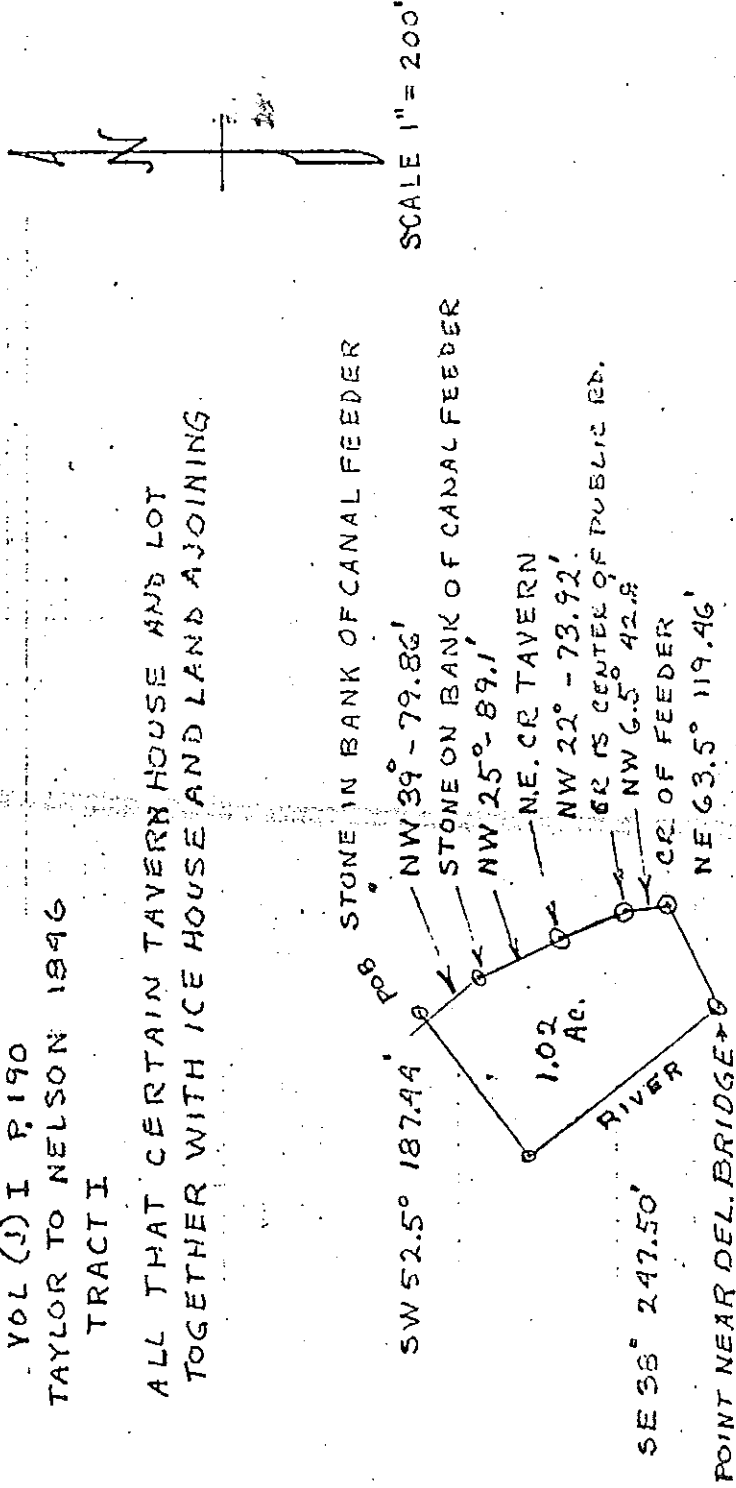 VOL (J) I P. 190
TAYLOR TO NELSON 1846
TRACT I
ALL THAT CERTAIN TAVERN HOUSE AND LOT
TOGETHER WITH ICE HOUSE AND LAND AJOINING
N
SCALE 1" = 200'
STONE IN BANK OF CANAL FEEDER
POB
NW 39° - 79.86'
SW 52.5° 187.44'
STONE ON BANK OF CANAL FEEDER
NW 25° - 89.1'
N.E. CR TAVERN
NW 22° - 73.92'
CR IS CENTER OF PUBLIC RD.
NW 6.5° 42.9'
CR OF FEEDER
NE 63.5° 119.46'
1.02
Ac.
RIVER
SE 38° 247.50'
POINT NEAR DEL. BRIDGE